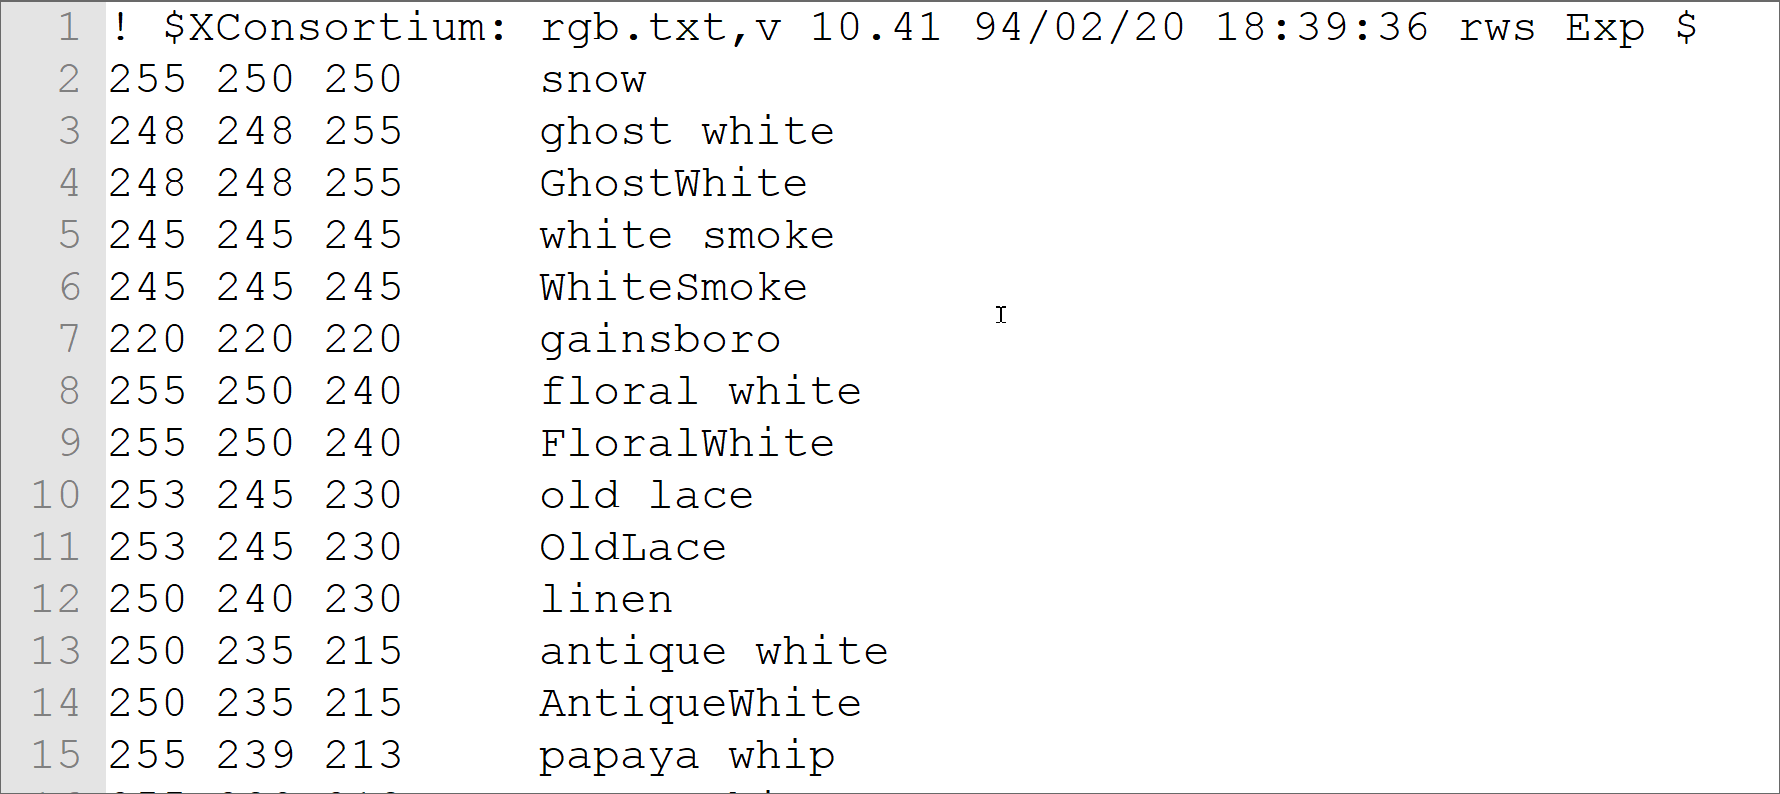 1 ! $XConsortium: rgb.txt,v 10.41 94/02/20 18:39:36 rws Exp $
2 255 250 250     snow
3 248 248 255     ghost white
4 248 248 255     GhostWhite
5 245 245 245     white smoke
6 245 245 245     WhiteSmoke
7 220 220 220     gainsboro
8 255 250 240     floral white
9 255 250 240     FloralWhite
10 253 245 230     old lace
11 253 245 230     OldLace
12 250 240 230     linen
13 250 235 215     antique white
14 250 235 215     AntiqueWhite
15 255 239 213     papaya whip